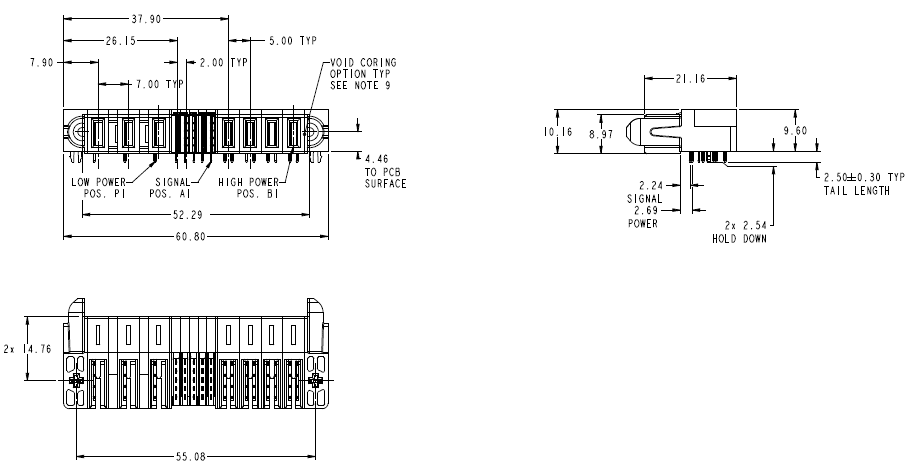 37.90
26.15
5.00 TYP
7.90
2.00 TYP
7.00 TYP
VOID CORING
OPTION TYP
SEE NOTE 9
4.46
TO PCB
SURFACE
LOW POWER
POS. P1
SIGNAL
POS. A1
HIGH POWER
POS. B1
52.29
60.80
21.16
10.16
8.97
9.60
2.24
SIGNAL
2.69
POWER
2.50±0.30 TYP
TAIL LENGTH
2x 2.54
HOLD DOWN
2x 14.76
55.08